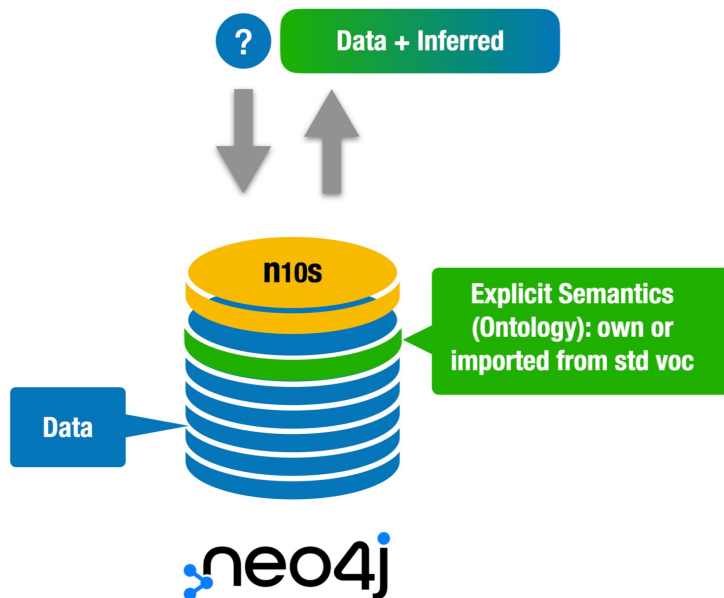 ?
Data + Inferred
n10s
Explicit Semantics
(Ontology): own or
imported from std voc
Data
neo4j